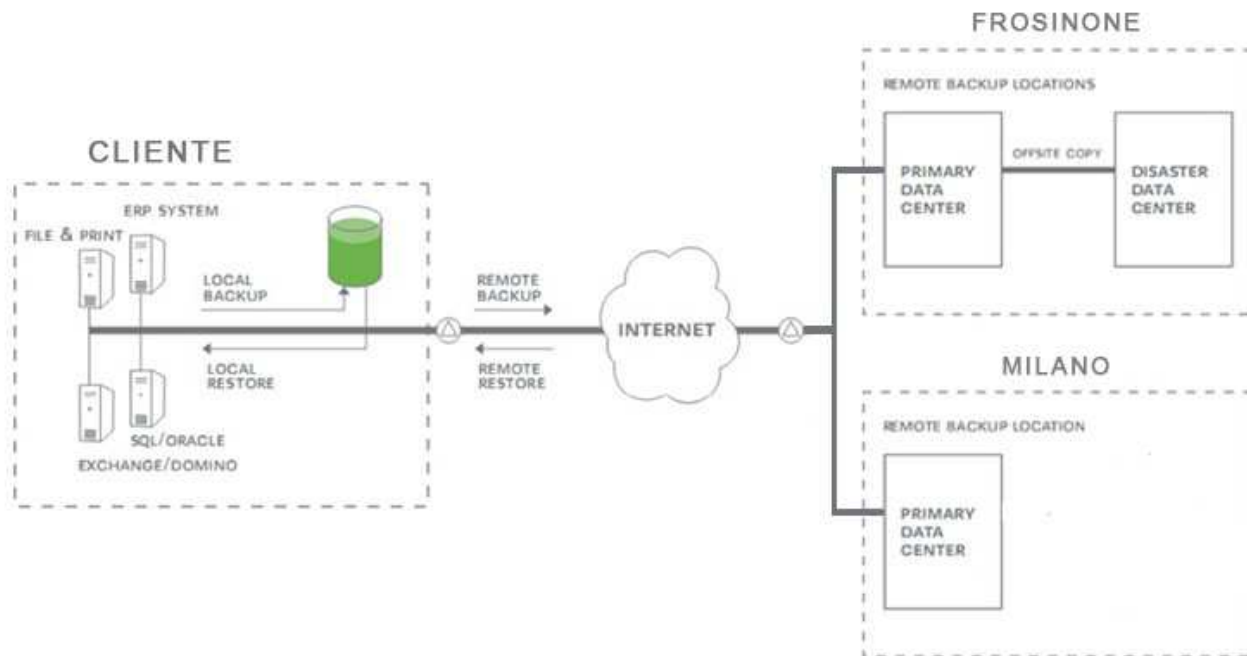 FROSINONE
REMOTE BACKUP LOCATIONS
PRIMARY
DATA
CENTER
OFFSITE COPY
DISASTER
DATA
CENTER
CLIENTE
ERP SYSTEM
FILE & PRINT
LOCAL
BACKUP
LOCAL
RESTORE
SQL/ORACLE
EXCHANGE/DOMINO
REMOTE
BACKUP
REMOTE
RESTORE
INTERNET
MILANO
REMOTE BACKUP LOCATION
PRIMARY
DATA
CENTER